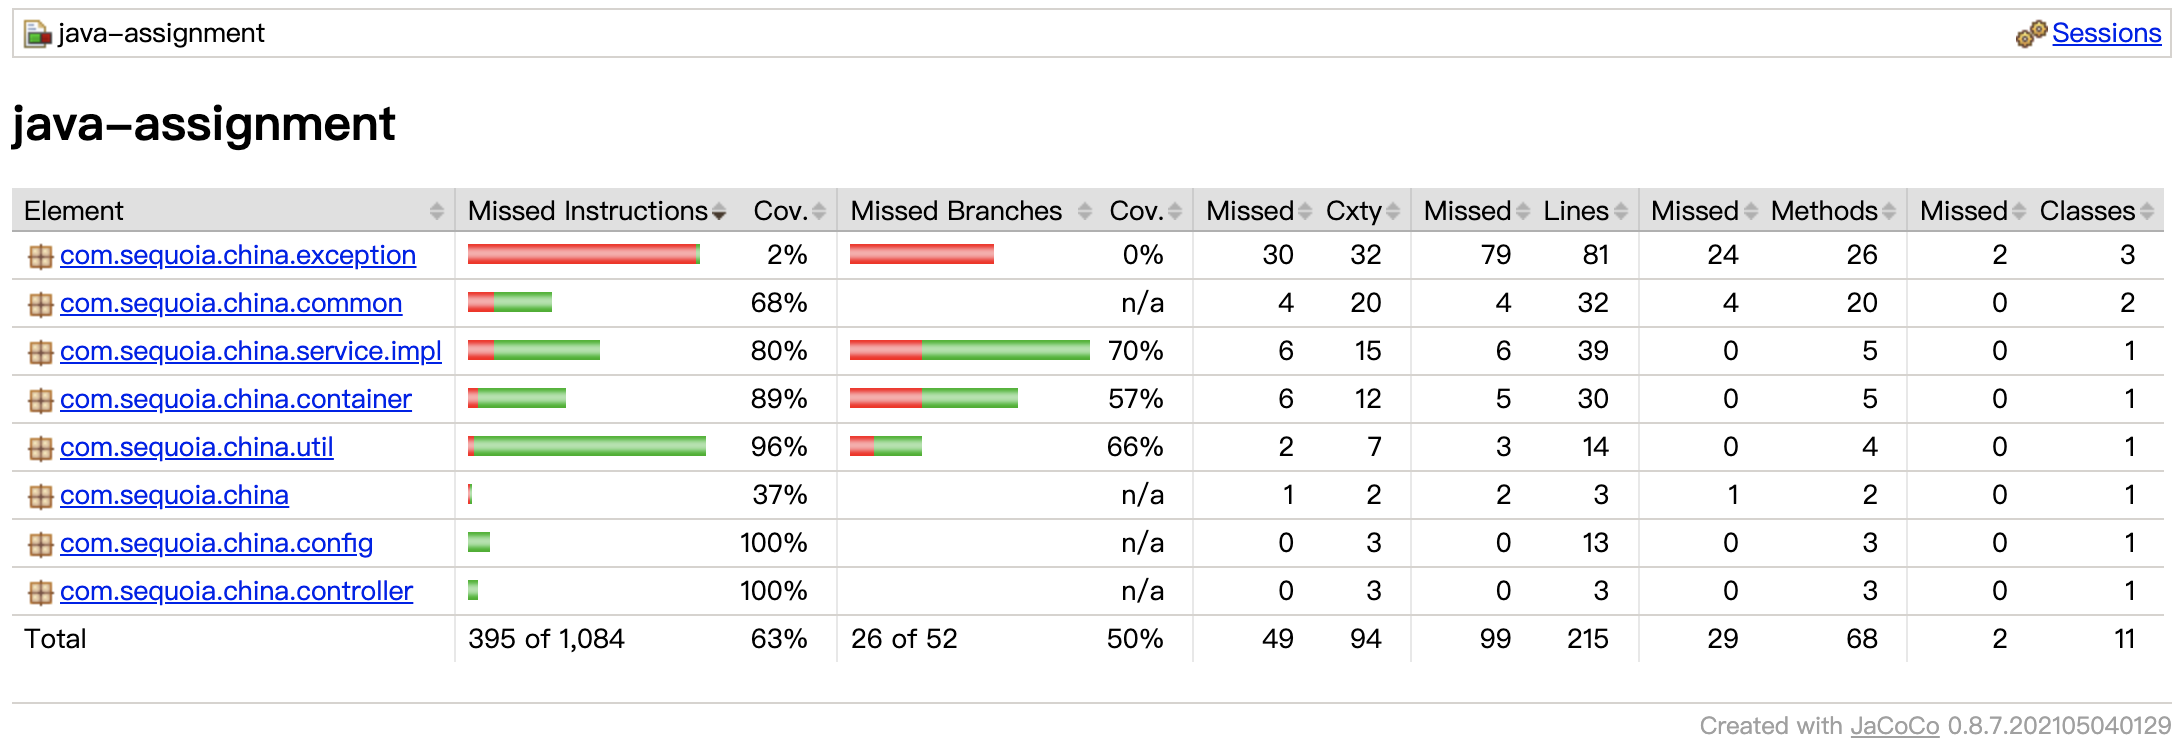 java-assignment Sessions
java-assignment
Element Missed Instructions Cov. Missed Branches Cov. Missed Cxty Missed Lines Missed Methods Missed Classes
com.sequoia.china.exception 2% 0% 30 32 79 81 24 26 2 3
com.sequoia.china.common 68% n/a 4 20 4 32 4 20 0 2
com.sequoia.china.service.impl 80% 70% 6 15 6 39 0 5 0 1
com.sequoia.china.container 89% 57% 6 12 5 30 0 5 0 1
com.sequoia.china.util 96% 66% 2 7 3 14 0 4 0 1
com.sequoia.china 37% n/a 1 2 2 3 1 2 0 1
com.sequoia.china.config 100% n/a 0 3 0 13 0 3 0 1
com.sequoia.china.controller 100% n/a 0 3 0 3 0 3 0 1
Total 395 of 1,084 63% 26 of 52 50% 49 94 99 215 29 68 2 11
Created with JaCoCo 0.8.7.202105040129